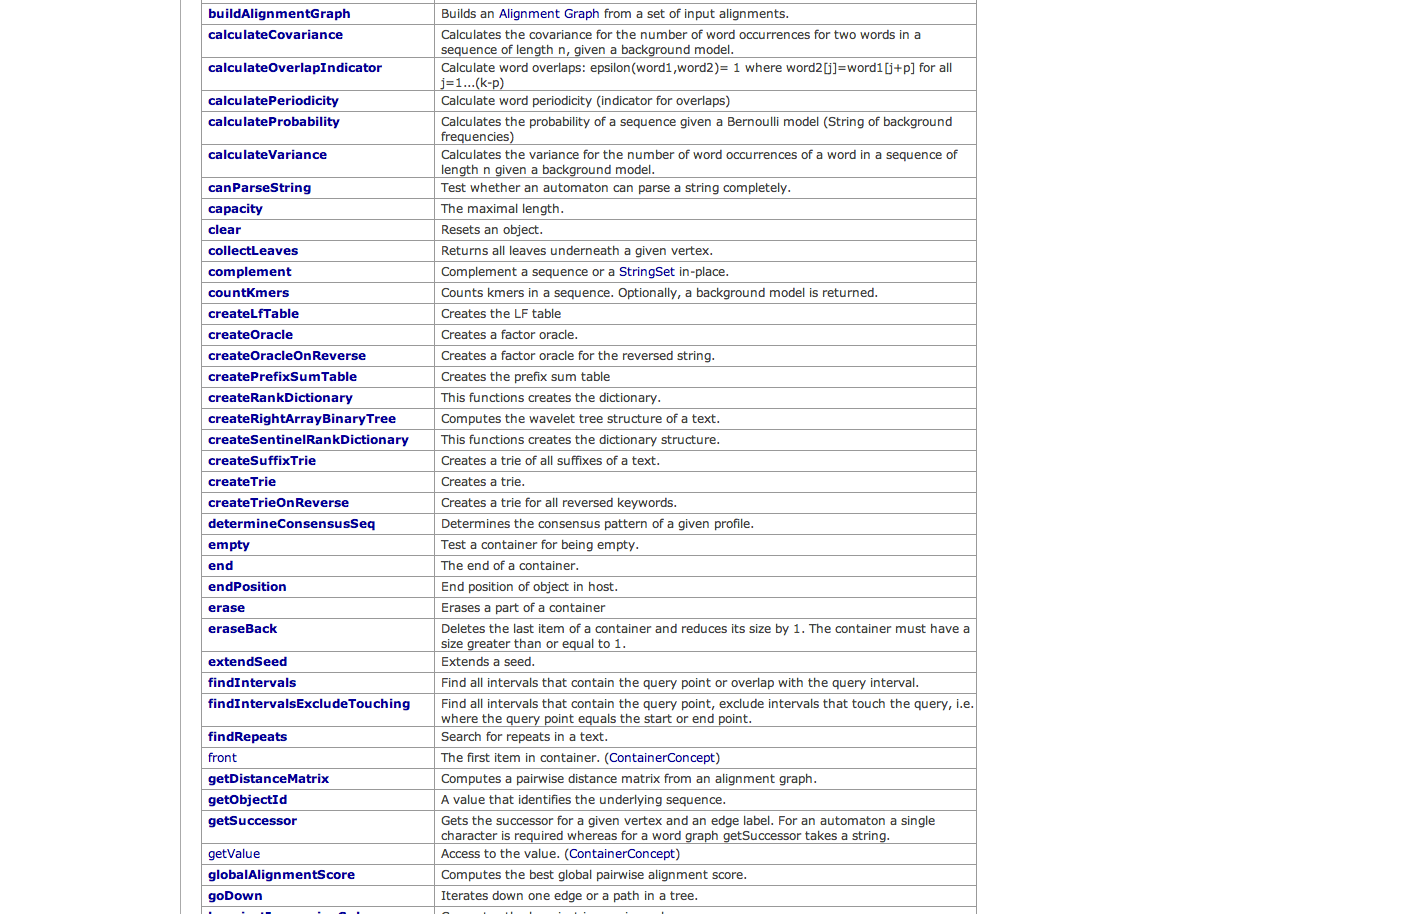 buildAlignmentGraph Builds an Alignment Graph from a set of input alignments.
calculateCovariance Calculates the covariance for the number of word occurrences for two words in a
sequence of length n, given a background model.
calculateOverlapIndicator Calculate word overlaps: epsilon(word1,word2)= 1 where word2[j]=word1[j+p] for all
j=1...(k-p)
calculatePeriodicity Calculate word periodicity (indicator for overlaps)
calculateProbability Calculates the probability of a sequence given a Bernoulli model (String of background
frequencies)
calculateVariance Calculates the variance for the number of word occurrences of a word in a sequence of
length n given a background model.
canParseString Test whether an automaton can parse a string completely.
capacity The maximal length.
clear Resets an object.
collectLeaves Returns all leaves underneath a given vertex.
complement Complement a sequence or a StringSet in-place.
countKmers Counts kmers in a sequence. Optionally, a background model is returned.
createLfTable Creates the LF table
createOracle Creates a factor oracle.
createOracleOnReverse Creates a factor oracle for the reversed string.
createPrefixSumTable Creates the prefix sum table
createRankDictionary This functions creates the dictionary.
createRightArrayBinaryTree Computes the wavelet tree structure of a text.
createSentinelRankDictionary This functions creates the dictionary structure.
createSuffixTrie Creates a trie of all suffixes of a text.
createTrie Creates a trie.
createTrieOnReverse Creates a trie for all reversed keywords.
determineConsensusSeq Determines the consensus pattern of a given profile.
empty Test a container for being empty.
end The end of a container.
endPosition End position of object in host.
erase Erases a part of a container
eraseBack Deletes the last item of a container and reduces its size by 1. The container must have a
size greater than or equal to 1.
extendSeed Extends a seed.
findIntervals Find all intervals that contain the query point or overlap with the query interval.
findIntervalsExcludeTouching Find all intervals that contain the query point, exclude intervals that touch the query, i.e.
where the query point equals the start or end point.
findRepeats Search for repeats in a text.
front The first item in container. (ContainerConcept)
getDistanceMatrix Computes a pairwise distance matrix from an alignment graph.
getObjectId A value that identifies the underlying sequence.
getSuccessor Gets the successor for a given vertex and an edge label. For an automaton a single
character is required whereas for a word graph getSuccessor takes a string.
getValue Access to the value. (ContainerConcept)
globalAlignmentScore Computes the best global pairwise alignment score.
goDown Iterates down one edge or a path in a tree.